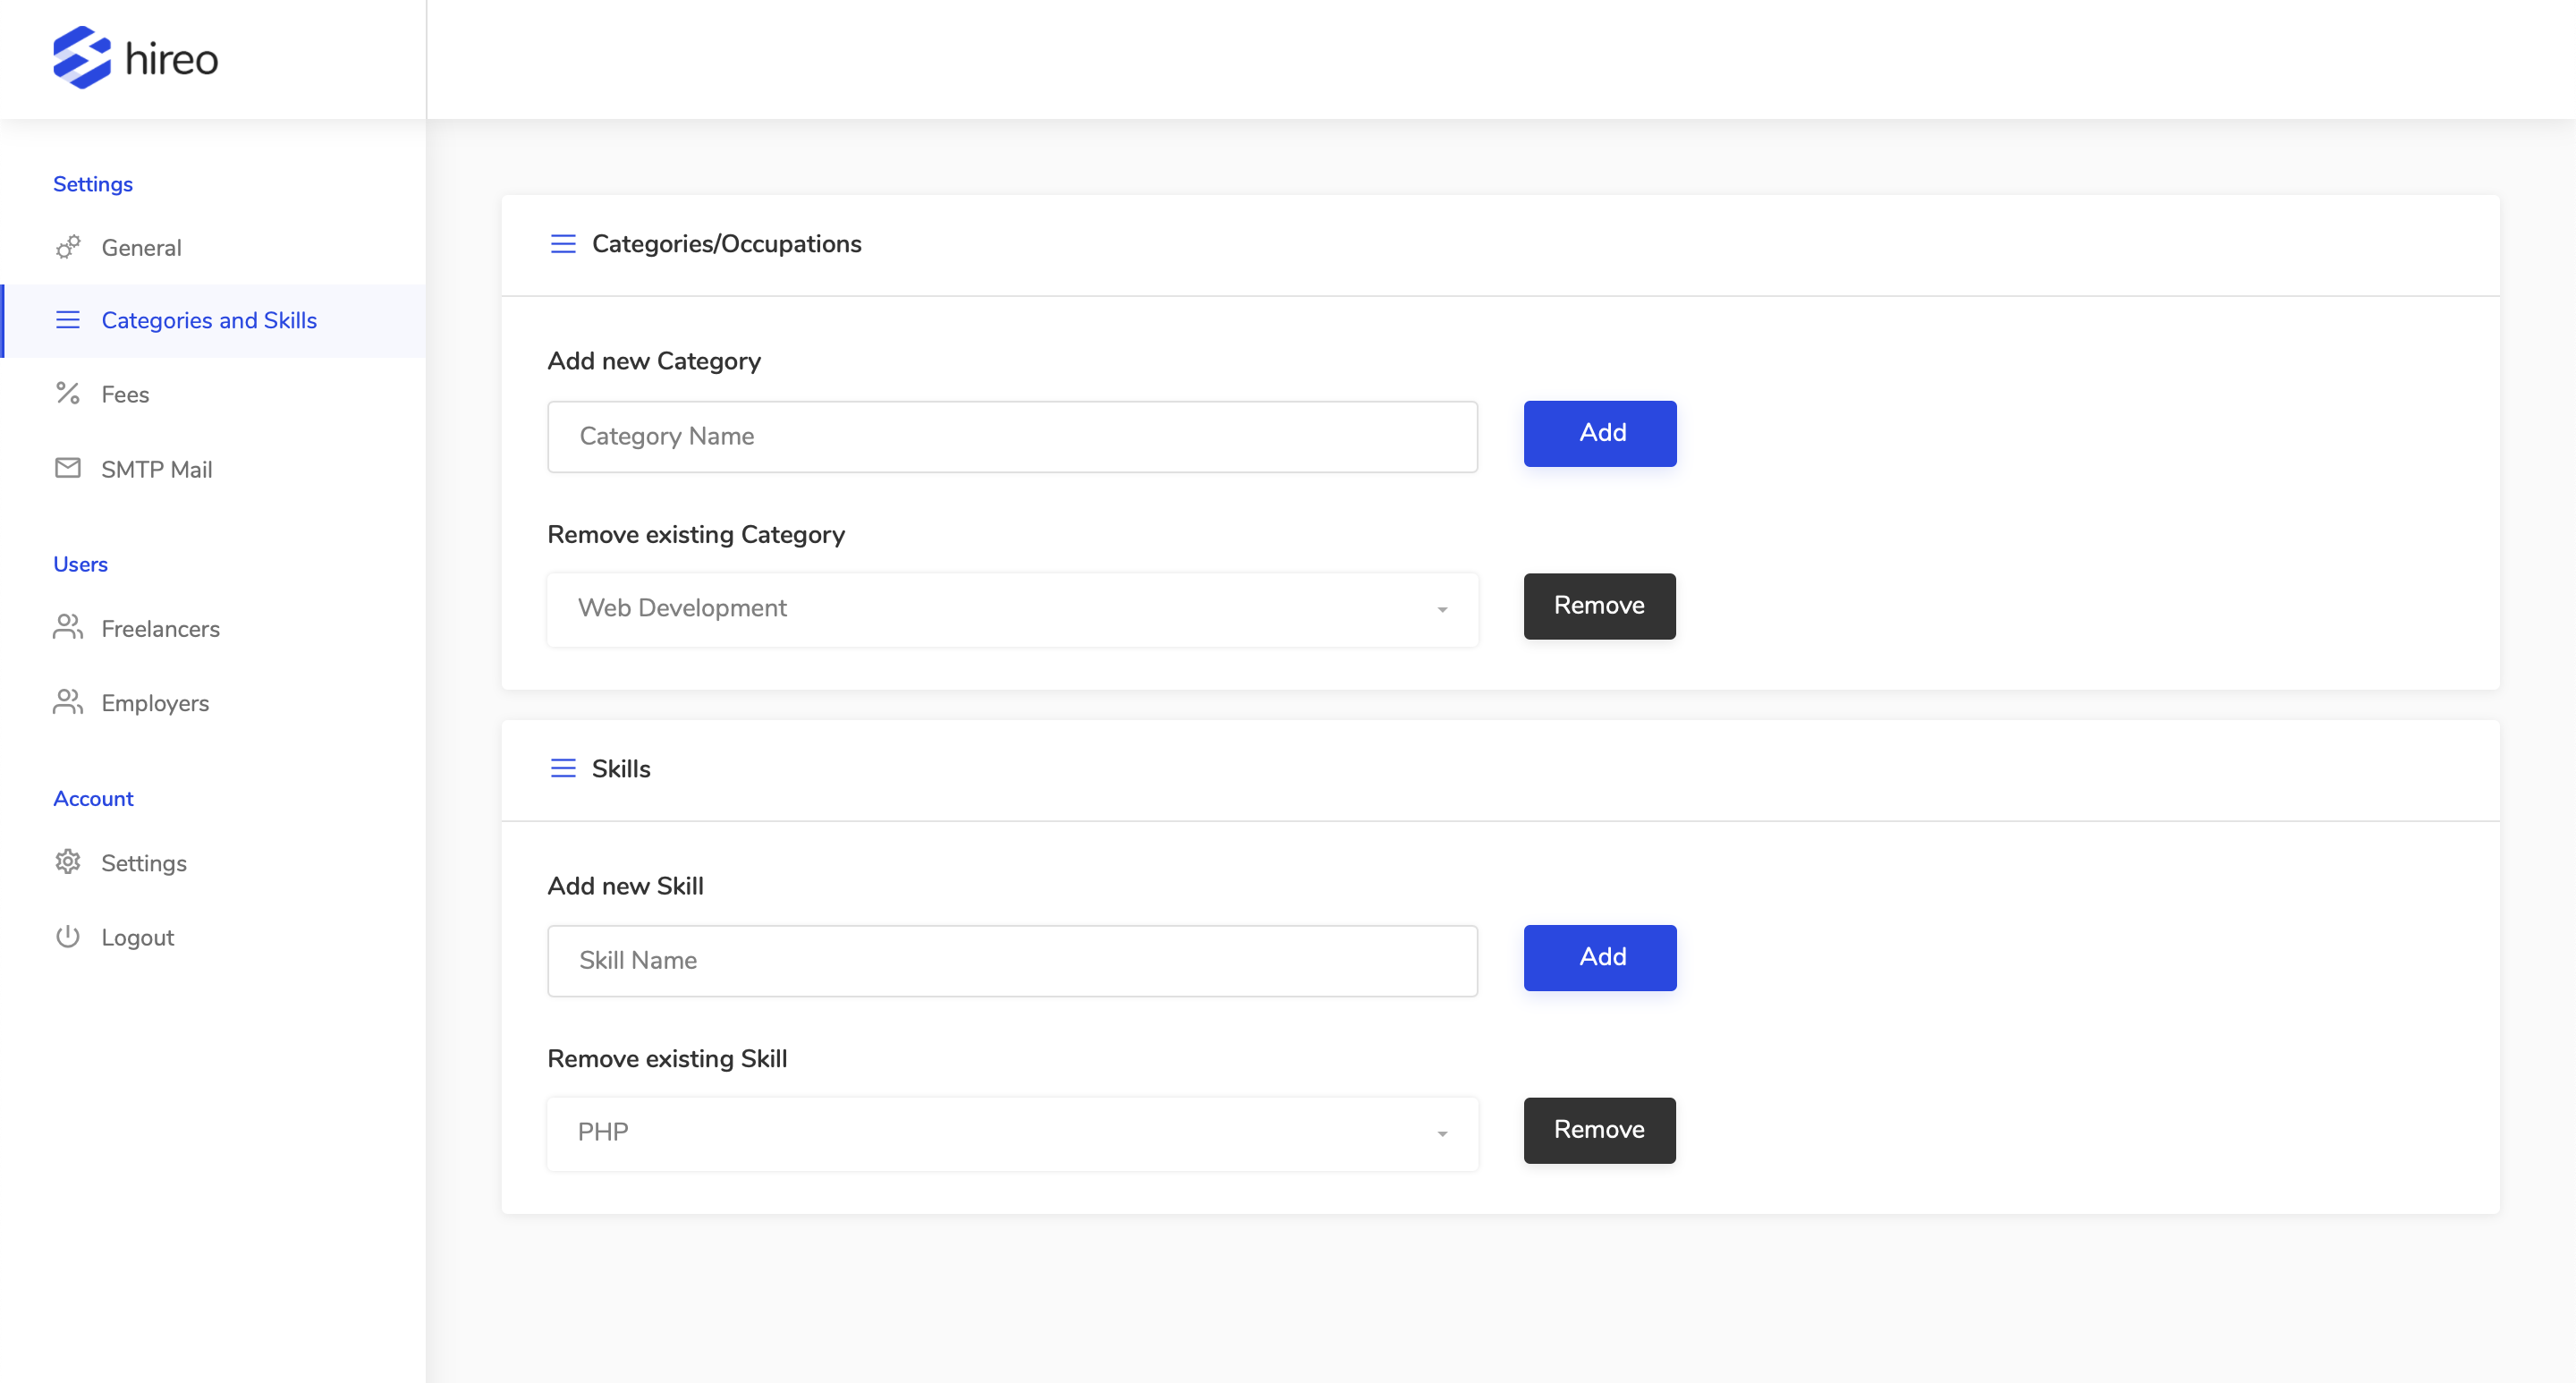 hireo
Settings
General
Categories and Skills
Fees
SMTP Mail
Users
Freelancers
Employers
Account
Settings
Logout
Categories/Occupations
Add new Category
Category Name
Add
Remove existing Category
Web Development
Remove
Skills
Add new Skill
Skill Name
Add
Remove existing Skill
PHP
Remove